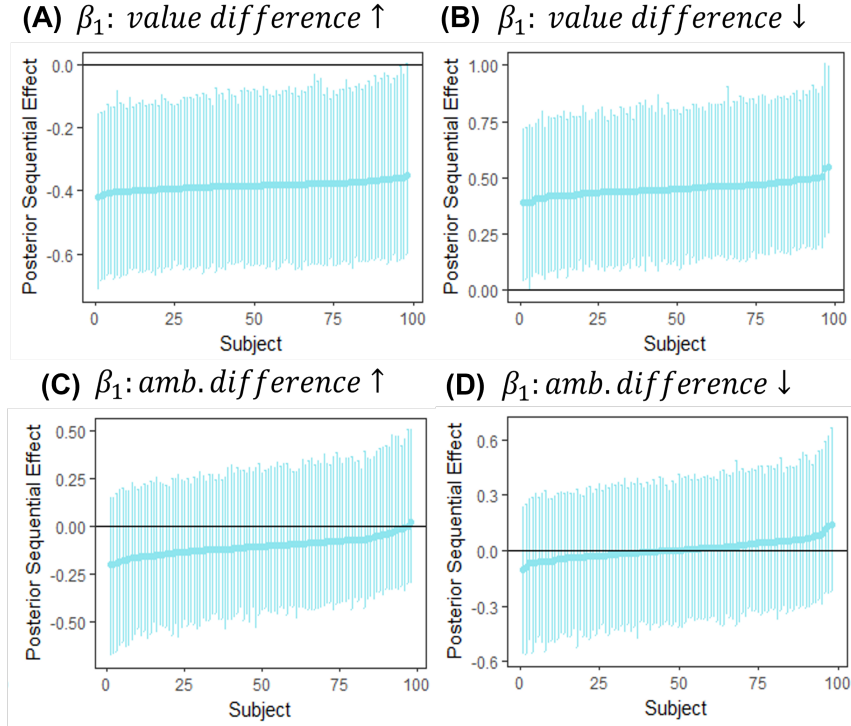 (A) β₁: value difference ↑
(B) β₁: value difference ↓
Posterior Sequential Effect
0.0
-0.2
-0.4
-0.6
0 25 50 75 100
Subject
Posterior Sequential Effect
1.00
0.75
0.50
0.25
0.00
0 25 50 75 100
Subject
(C) β₁: amb. difference ↑
(D) β₁: amb. difference ↓
Posterior Sequential Effect
0.50
0.25
0.00
-0.25
-0.50
0 25 50 75 100
Subject
Posterior Sequential Effect
0.6
0.3
0.0
-0.3
-0.6
0 25 50 75 100
Subject